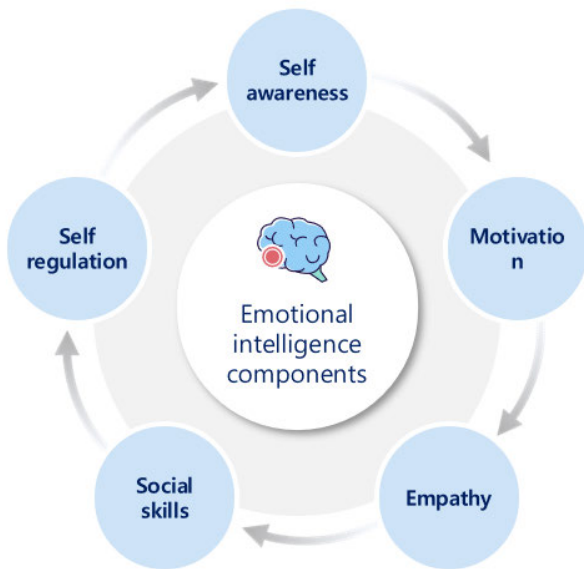 Self
awareness
Motivatio
n
Empathy
Social
skills
Self
regulation
Emotional
intelligence
components